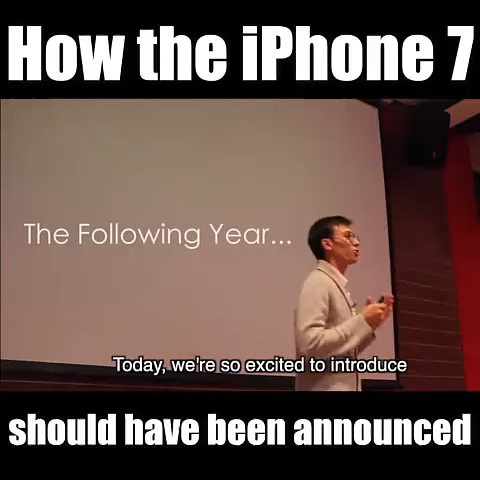 How the iPhone 7
The Following Year...
Today, we're so excited to introduce
should have been announced